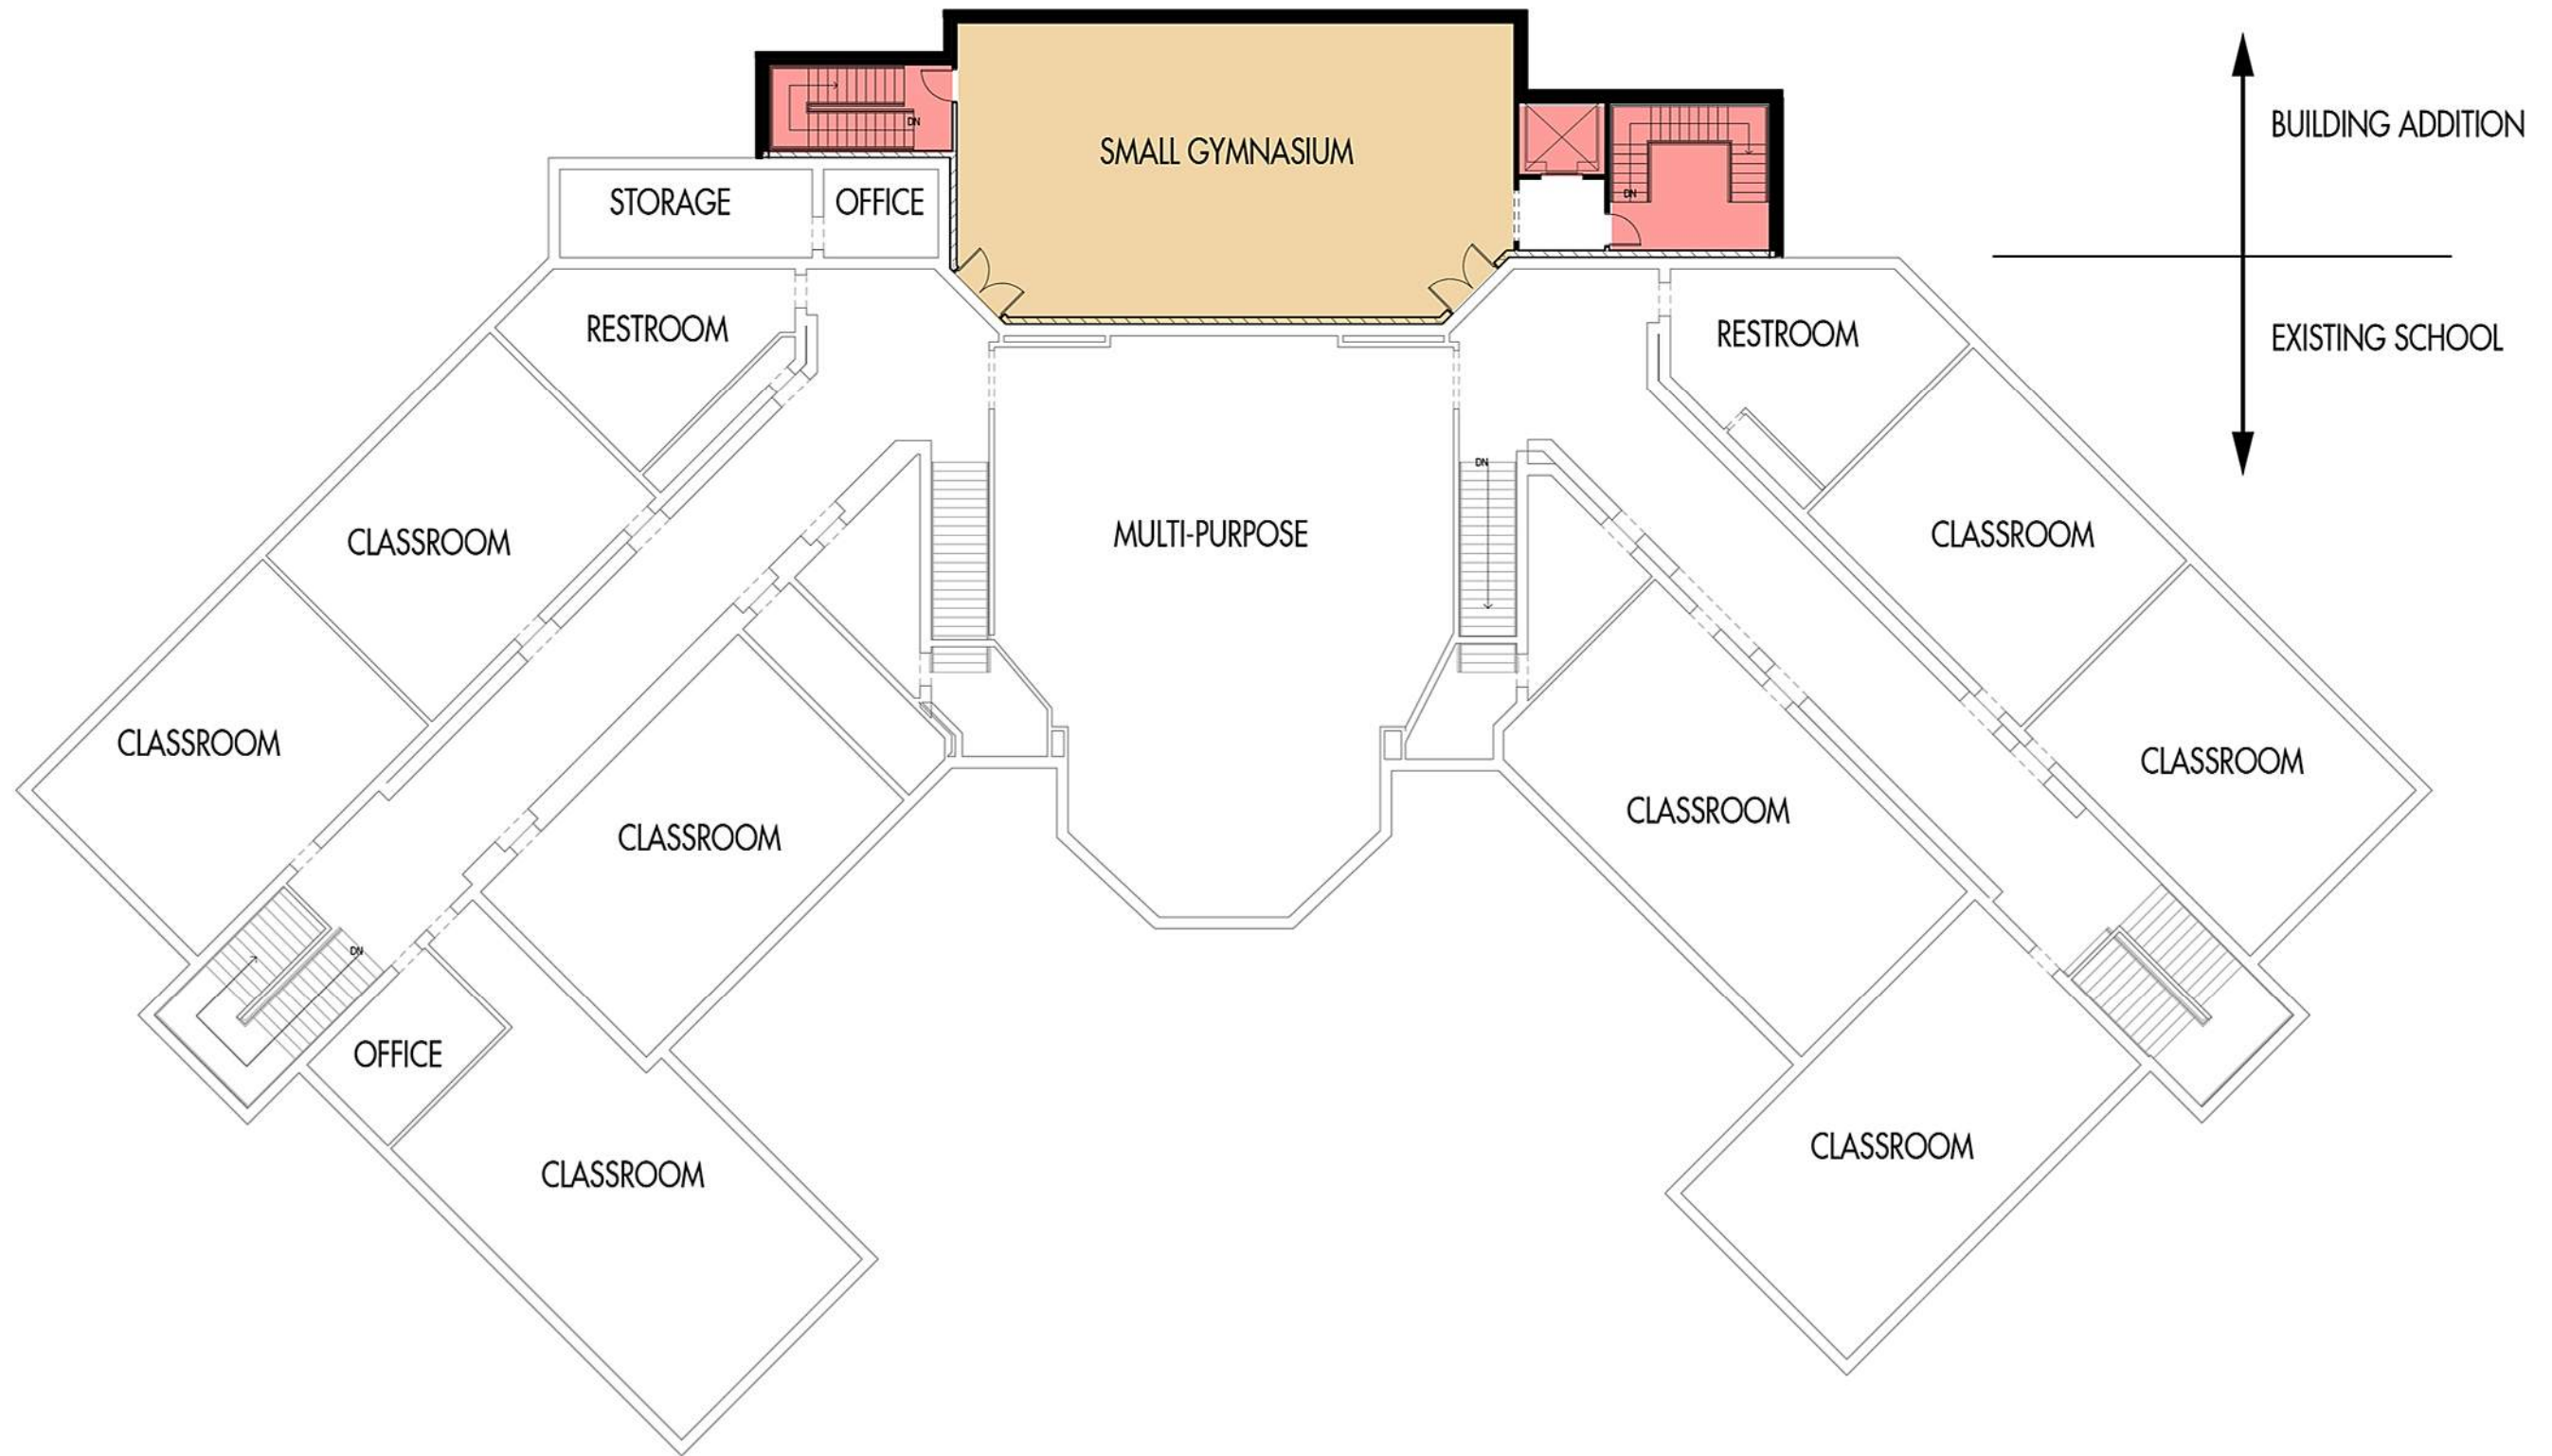 BUILDING ADDITION
DN
SMALL GYMNASIUM
DN
STORAGE
OFFICE
RESTROOM
RESTROOM
EXISTING SCHOOL
DN
CLASSROOM
MULTI-PURPOSE
CLASSROOM
CLASSROOM
CLASSROOM
CLASSROOM
CLASSROOM
DN
OFFICE
CLASSROOM
CLASSROOM